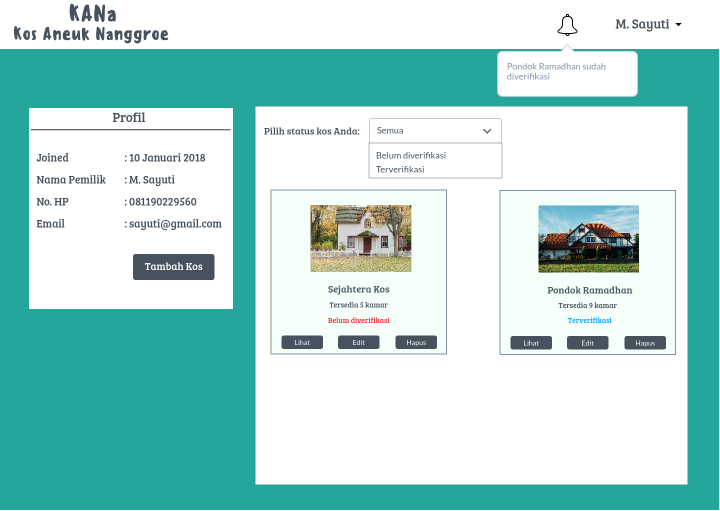 KANa
Kos Aneuk Nanggroe
M. Sayuti
Pondok Ramadhan sudah
diverifikasi
Profil
Joined : 10 Januari 2018
Nama Pemilik : M. Sayuti
No. HP : 081190229560
Email : sayuti@gmail.com
Tambah Kos
Pilih status kos Anda: Semua
Belum diverifikasi
Terverifikasi
Sejahtera Kos
Tersedia 5 kamar
Belum diverifikasi
Lihat Edit Hapus
Pondok Ramadhan
Tersedia 9 kamar
Terverifikasi
Lihat Edit Hapus